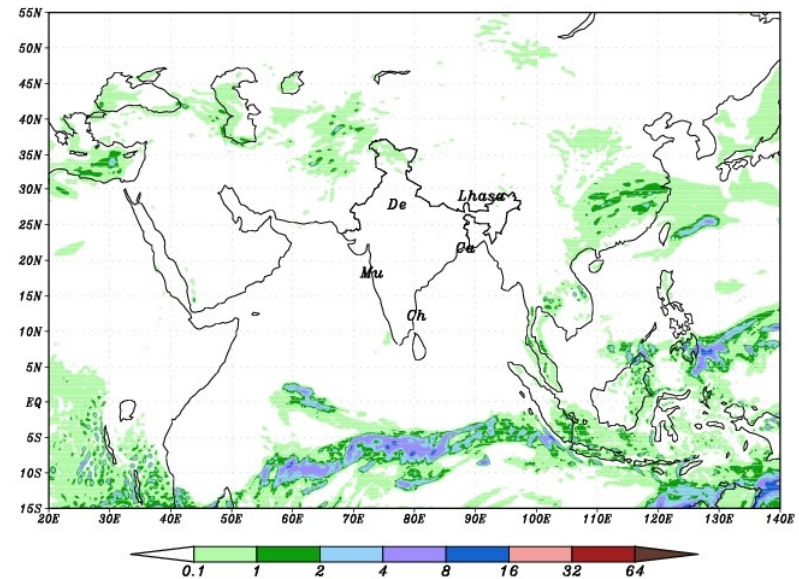 55N
50N
45N
40N
35N
30N
25N
20N
15N
10N
5N
EQ
5S
10S
15S
De
Lhasa
Ca
Mu
Ch
20E 30E 40E 50E 60E 70E 80E 90E 100E 110E 120E 130E 140E
0.1 1 2 4 8 16 32 64